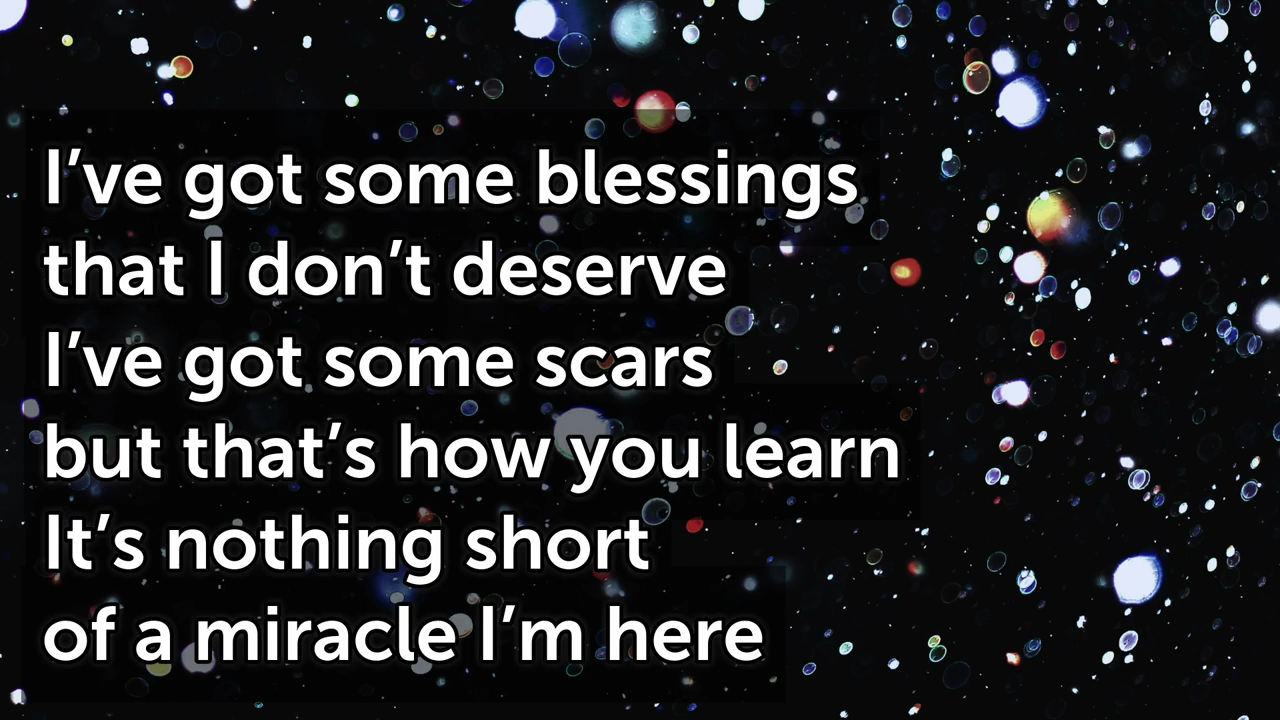 I’ve got some blessings
that I don’t deserve
I’ve got some scars
but that’s how you learn
It’s nothing short
of a miracle I’m here